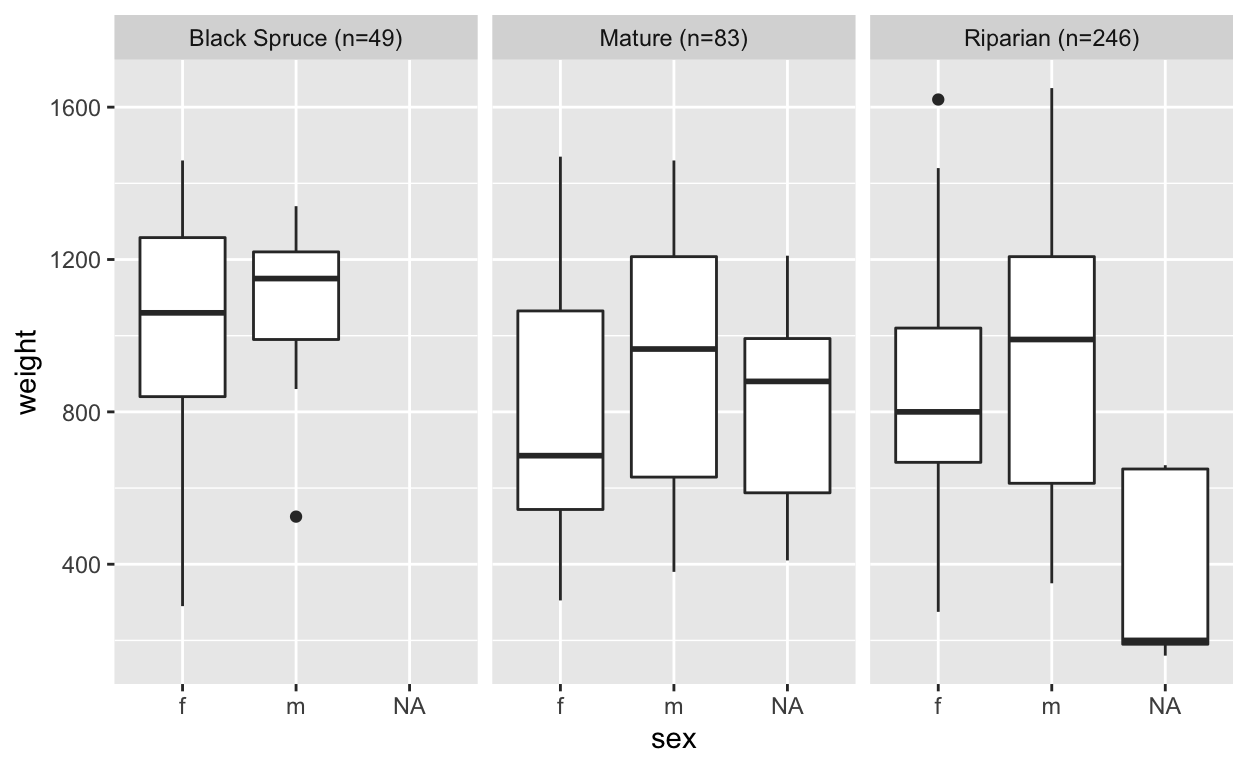 Black Spruce (n=49) Mature (n=83) Riparian (n=246)
1600
1200
800
400
weight
f m NA f m NA f m NA
sex